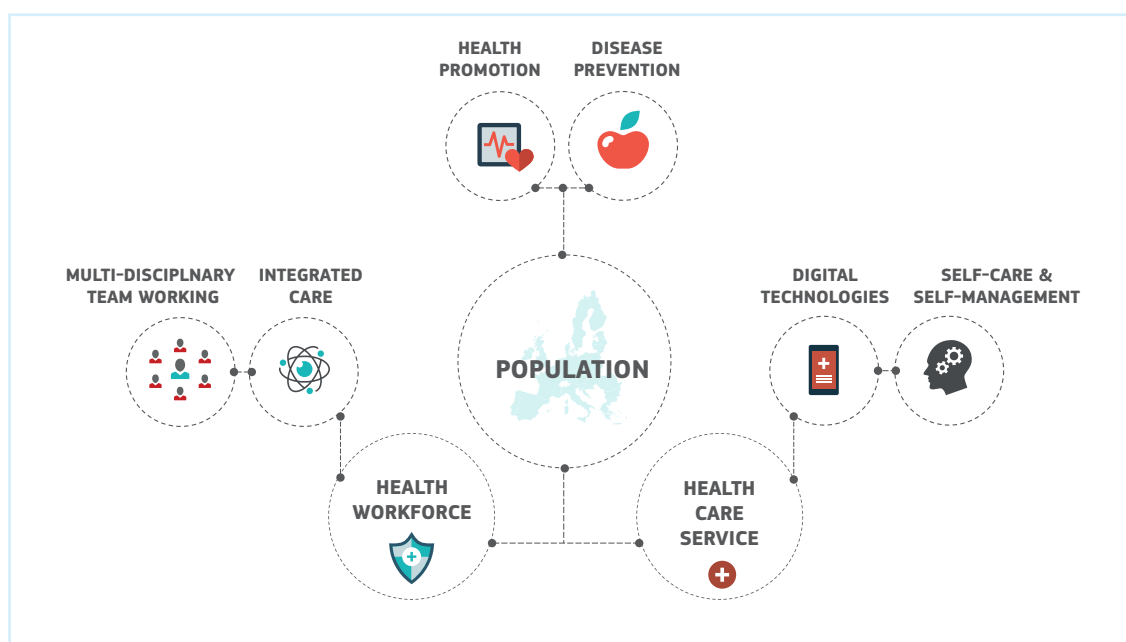 HEALTH
PROMOTION
DISEASE
PREVENTION
MULTI-DISCIPLNARY
TEAM WORKING
INTEGRATED
CARE
DIGITAL
TECHNOLOGIES
SELF-CARE &
SELF-MANAGEMENT
POPULATION
HEALTH
WORKFORCE
HEALTH
CARE
SERVICE